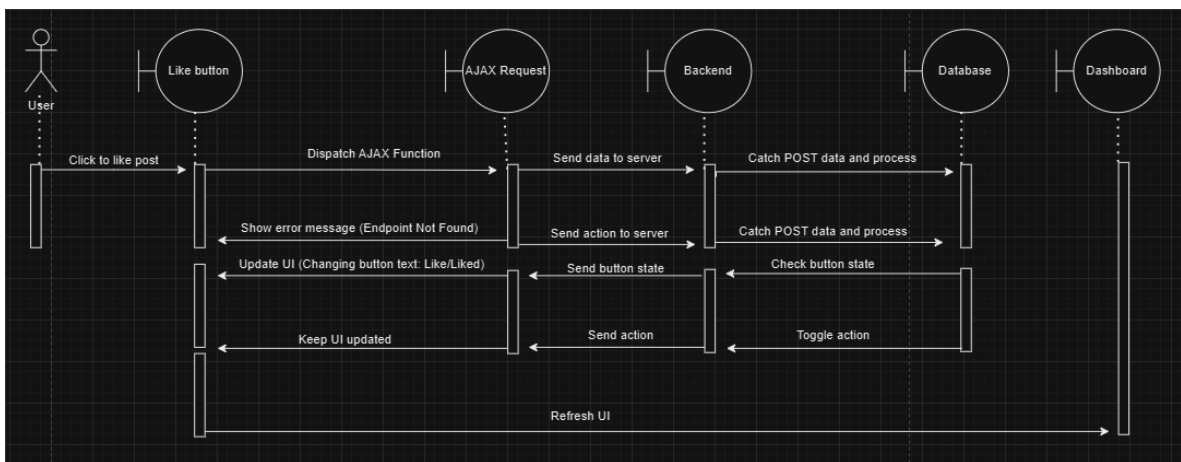 User
Like button
AJAX Request
Backend
Database
Dashboard
Click to like post
Dispatch AJAX Function
Send data to server
Catch POST data and process
Show error message (Endpoint Not Found)
Send action to server
Catch POST data and process
Update UI (Changing button text: Like/Liked)
Send button state
Check button state
Keep UI updated
Send action
Toggle action
Refresh UI